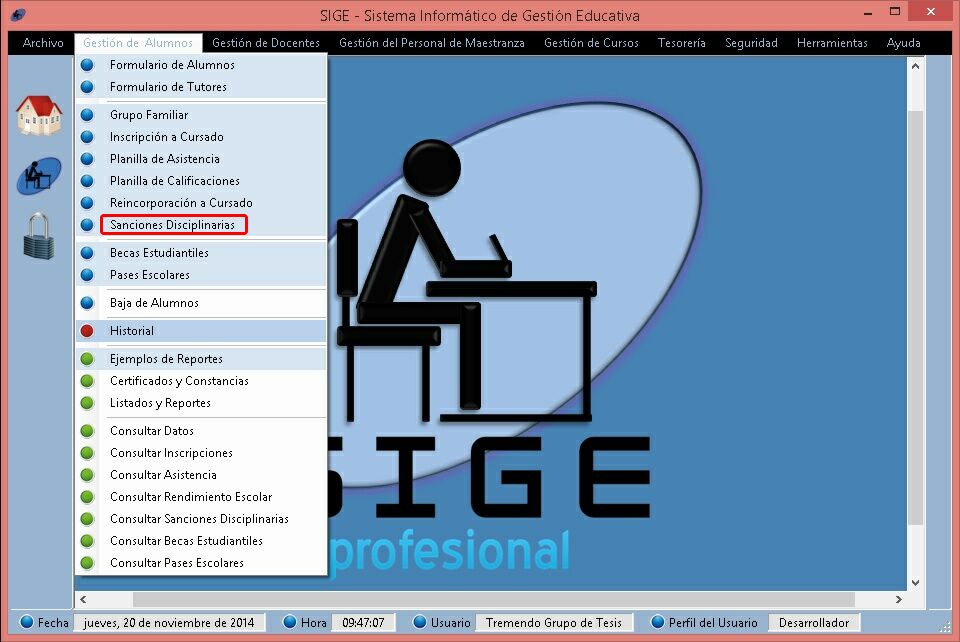 SIGE - Sistema Informático de Gestión Educativa
Archivo Gestión de Alumnos Gestión de Docentes Gestión del Personal de Maestranza Gestión de Cursos Tesorería Seguridad Herramientas Ayuda
Formulario de Alumnos
Formulario de Tutores
Grupo Familiar
Inscripción a Cursado
Planilla de Asistencia
Planilla de Calificaciones
Reincorporación a Cursado
Sanciones Disciplinarias
Becas Estudiantiles
Pases Escolares
Baja de Alumnos
Historial
Ejemplos de Reportes
Certificados y Constancias
Listados y Reportes
Consultar Datos
Consultar Inscripciones
Consultar Asistencia
Consultar Rendimiento Escolar
Consultar Sanciones Disciplinarias
Consultar Becas Estudiantiles
Consultar Pases Escolares
SIGE
profesional
Fecha jueves, 20 de noviembre de 2014 Hora 09:47:07 Usuario Tremendo Grupo de Tesis Perfil del Usuario Desarrollador